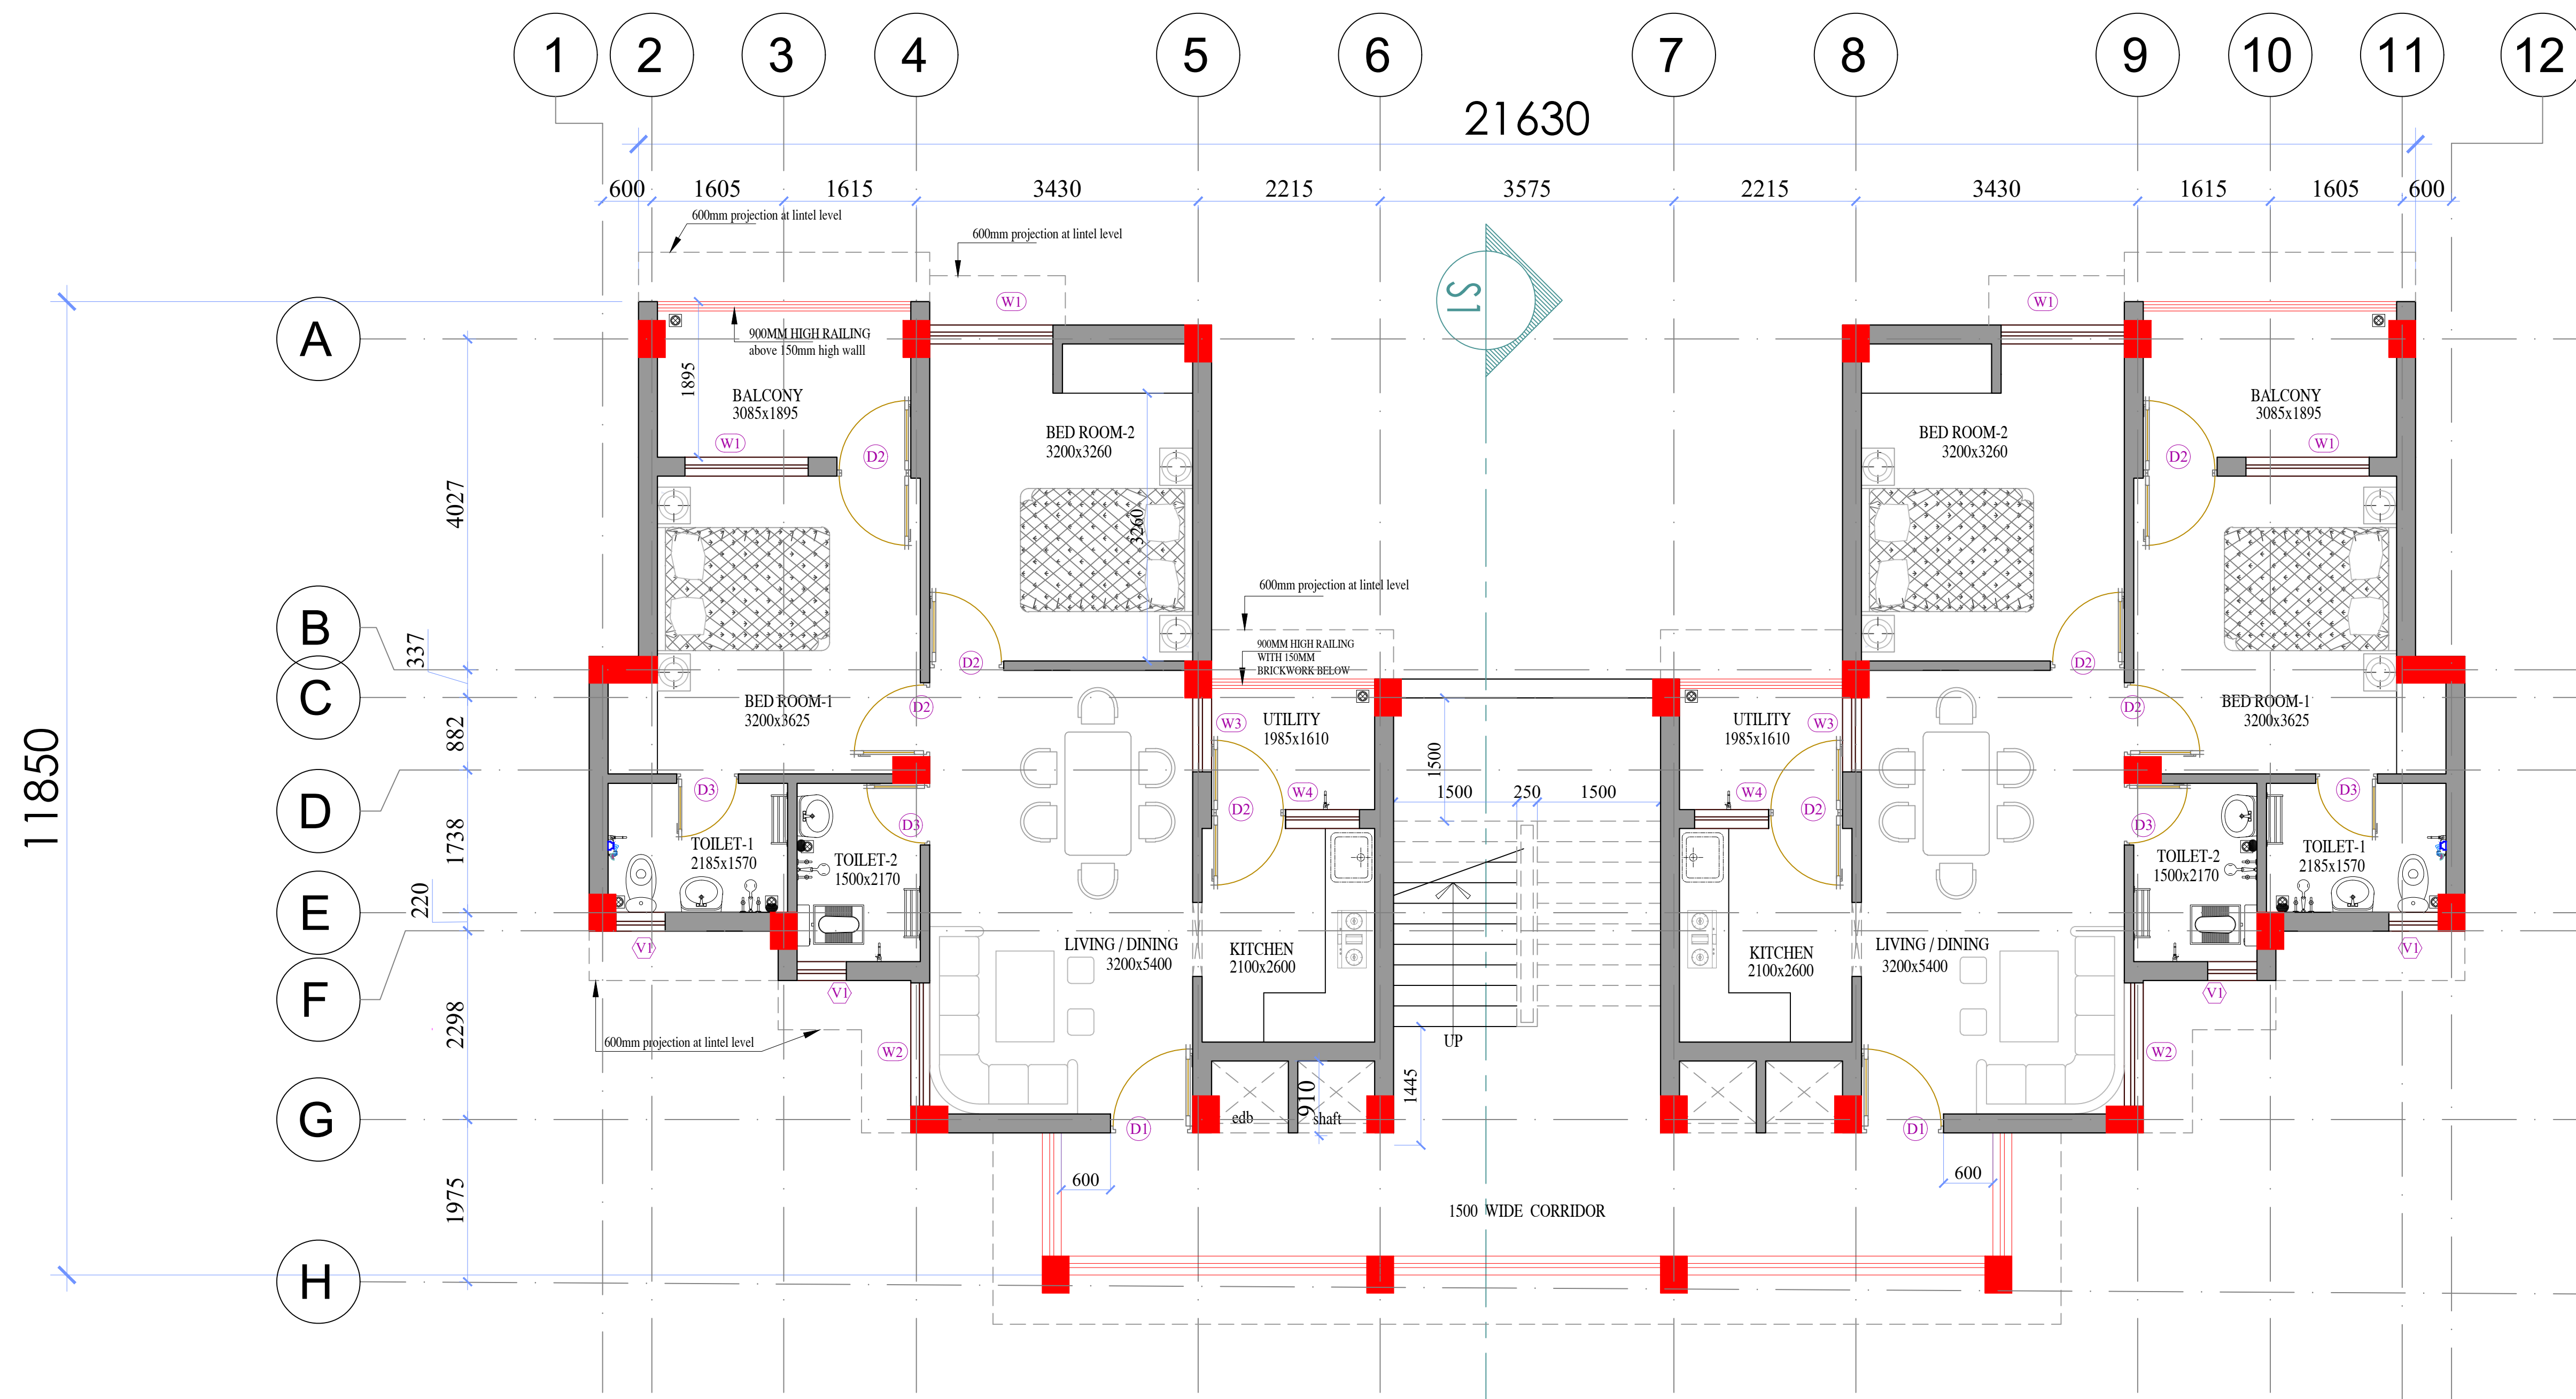 1 2 3 4 5 6 7 8 9 10 11 12
21630
600 1605 1615 3430 2215 3575 2215 3430 1615 1605 600
600mm projection at lintel level
600mm projection at lintel level
S1
A
W1 W1
900MM HIGH RAILING
above 150mm high walll
1895
BALCONY
3085x1895
BALCONY
3085x1895
BED ROOM-2
3200x3260
BED ROOM-2
3200x3260
W1 D2 D2 W1
4027
3260
600mm projection at lintel level
B
337
900MM HIGH RAILING
WITH 150MM
BRICKWORK BELOW
D2 D2
C
BED ROOM-1
3200x3625
D2
W3
UTILITY
1985x1610
UTILITY
1985x1610
W3
D2
BED ROOM-1
3200x3625
882
11850
1500
D
D3 W4 1500 250 1500 W4 D3
D3 D2 D2 D3
1738
TOILET-1
2185x1570
TOILET-2
1500x2170
TOILET-2
1500x2170
TOILET-1
2185x1570
220
E
V1
LIVING / DINING
3200x5400
KITCHEN
2100x2600
KITCHEN
2100x2600
LIVING / DINING
3200x5400
V1
F
V1 V1
2298
600mm projection at lintel level
W2 UP W2
910
1445
G
edb shaft
D1 D1
600 600
1975
1500 WIDE CORRIDOR
H